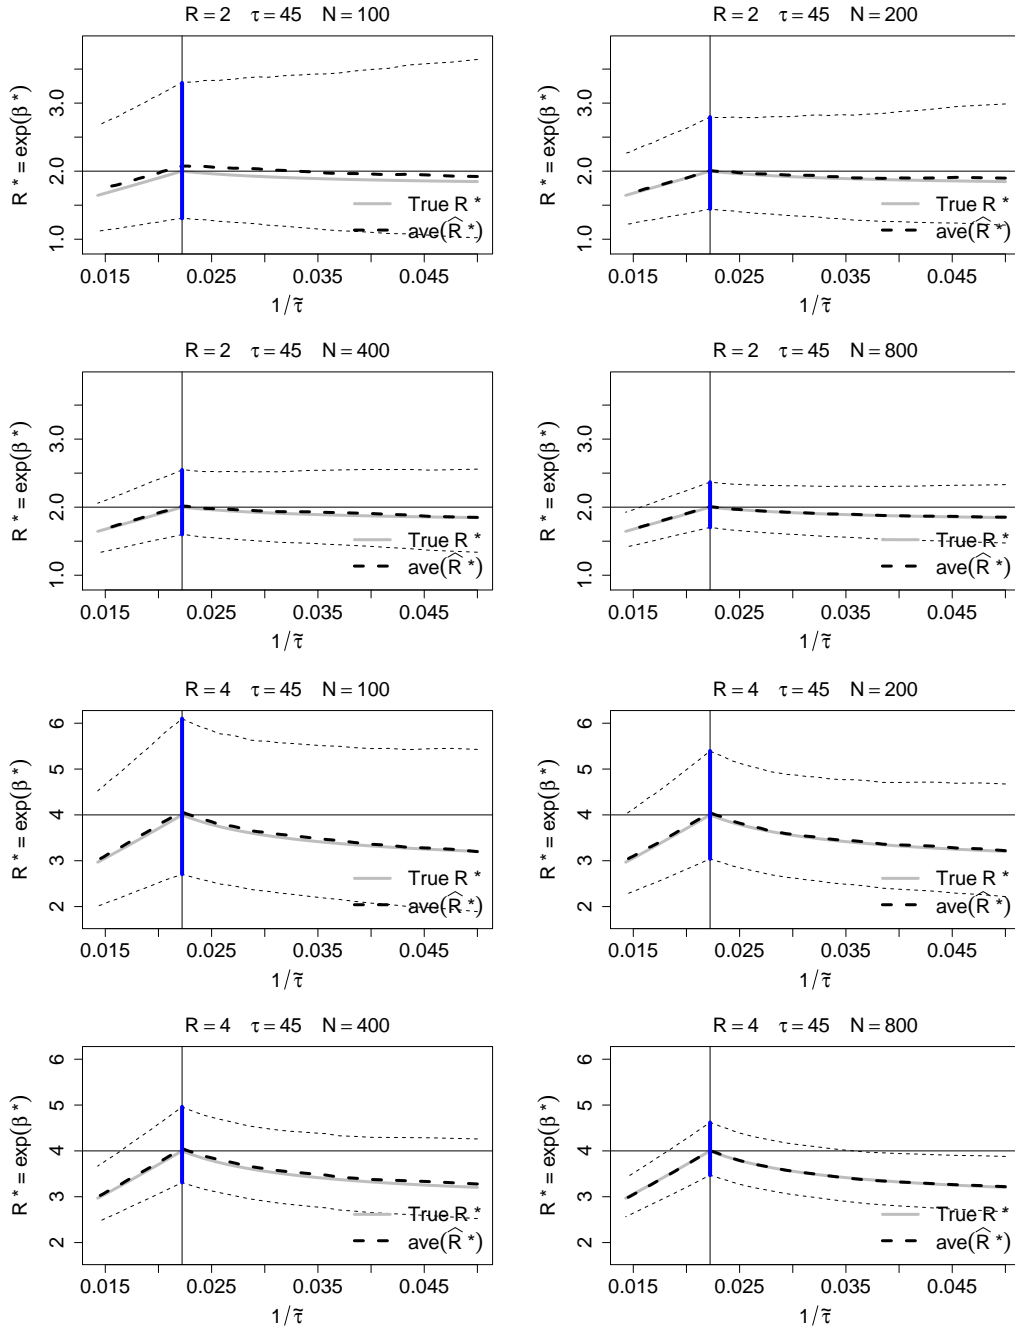 R = 2 τ = 45 N = 100
R * = exp(β *)
1.0 2.0 3.0
True R *
ave(R̂ *)
0.015 0.025 0.035 0.045
1/τ̃
R = 2 τ = 45 N = 200
R * = exp(β *)
1.0 2.0 3.0
True R *
ave(R̂ *)
0.015 0.025 0.035 0.045
1/τ̃
R = 2 τ = 45 N = 400
R * = exp(β *)
1.0 2.0 3.0
True R *
ave(R̂ *)
0.015 0.025 0.035 0.045
1/τ̃
R = 2 τ = 45 N = 800
R * = exp(β *)
1.0 2.0 3.0
True R *
ave(R̂ *)
0.015 0.025 0.035 0.045
1/τ̃
R = 4 τ = 45 N = 100
R * = exp(β *)
2 3 4 5 6
True R *
ave(R̂ *)
0.015 0.025 0.035 0.045
1/τ̃
R = 4 τ = 45 N = 200
R * = exp(β *)
2 3 4 5 6
True R *
ave(R̂ *)
0.015 0.025 0.035 0.045
1/τ̃
R = 4 τ = 45 N = 400
R * = exp(β *)
2 3 4 5 6
True R *
ave(R̂ *)
0.015 0.025 0.035 0.045
1/τ̃
R = 4 τ = 45 N = 800
R * = exp(β *)
2 3 4 5 6
True R *
ave(R̂ *)
0.015 0.025 0.035 0.045
1/τ̃